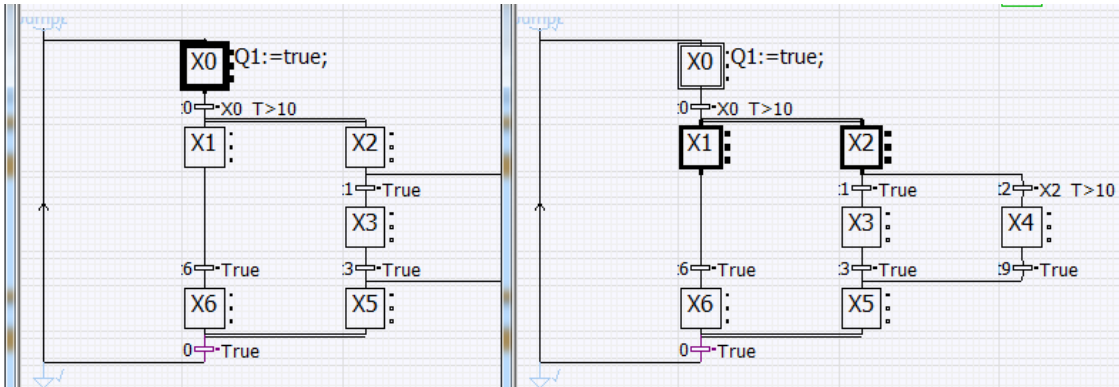 X0 Q1:=true;
X0 T>10
X1 X2
True
X3
True True
X6 X5
True
X0 Q1:=true;
X0 T>10
X1 X2
True X2 T>10
X3 X4
True True True
X6 X5
True